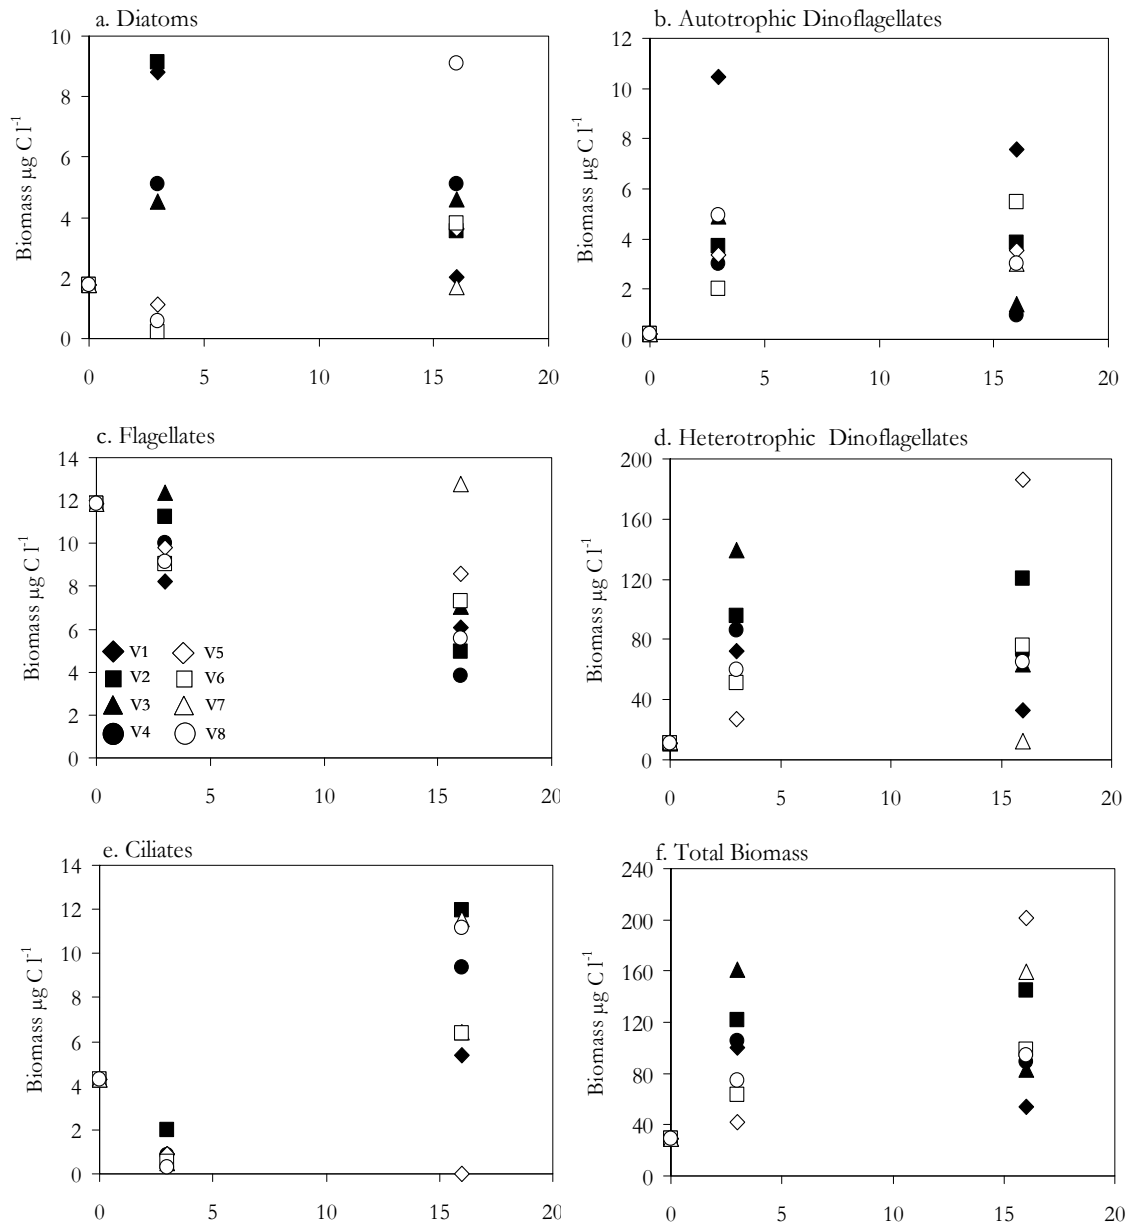 a. Diatoms
10
8
6
4
2
0
Biomass µg C l-1
0 5 10 15 20
b. Autotrophic Dinoflagellates
12
10
8
6
4
2
0
Biomass µg C l-1
0 5 10 15 20
c. Flagellates
14
12
10
8
6
4
2
0
Biomass µg C l-1
V1 V5
V2 V6
V3 V7
V4 V8
0 5 10 15 20
d. Heterotrophic Dinoflagellates
200
160
120
80
40
0
Biomass µg C l-1
0 5 10 15 20
e. Ciliates
14
12
10
8
6
4
2
0
Biomass µg C l-1
0 5 10 15 20
f. Total Biomass
240
200
160
120
80
40
0
Biomass µg C l-1
0 5 10 15 20